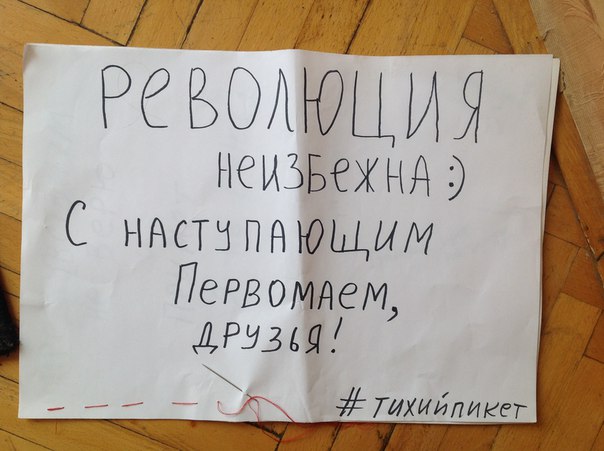 РЕВОЛЮЦИЯ
НЕИЗБЕЖНА :)
С НАСТУПАЮЩИМ
ПЕРВОМАЕМ,
ДРУЗЬЯ!
#тихийпикет